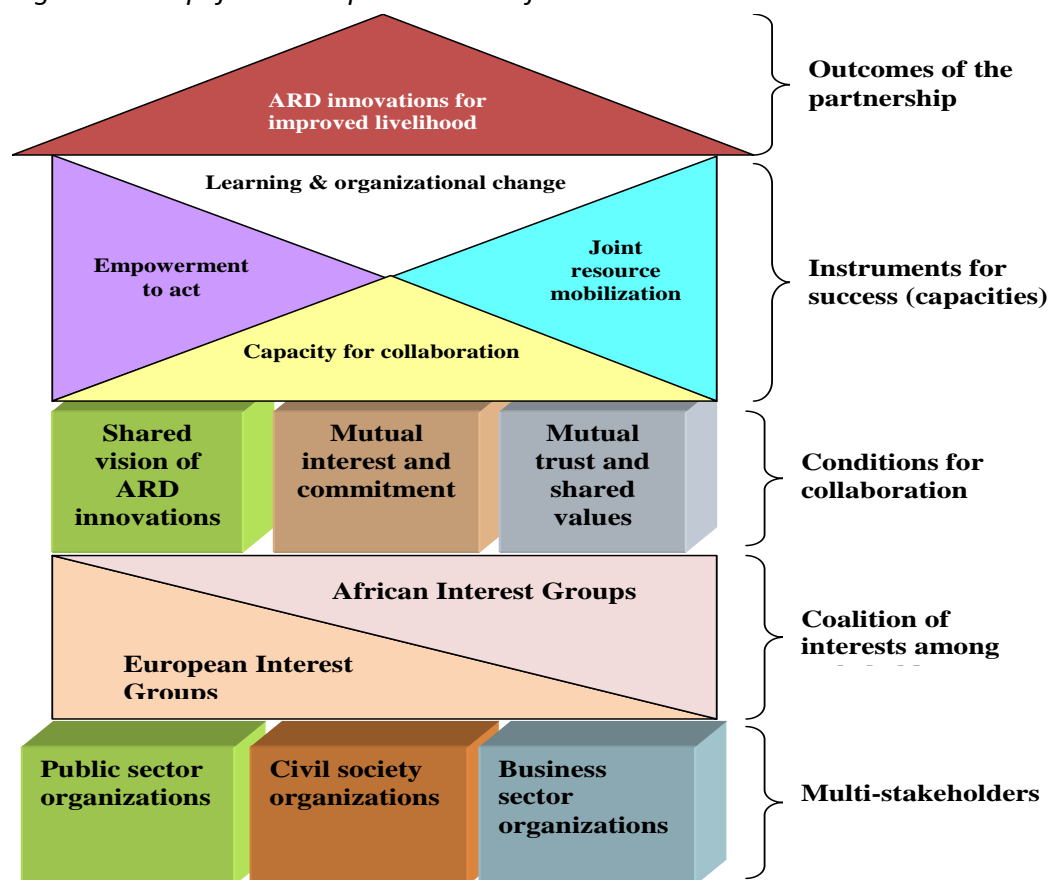 ARD innovations for
improved livelihood
Outcomes of the
partnership
Learning & organizational change
Empowerment
to act
Joint
resource
mobilization
Capacity for collaboration
Instruments for
success (capacities)
Shared
vision of
ARD
innovations
Mutual
interest and
commitment
Mutual
trust and
shared
values
Conditions for
collaboration
African Interest Groups
European Interest
Groups
Coalition of
interests among
Public sector
organizations
Civil society
organizations
Business
sector
organizations
Multi-stakeholders